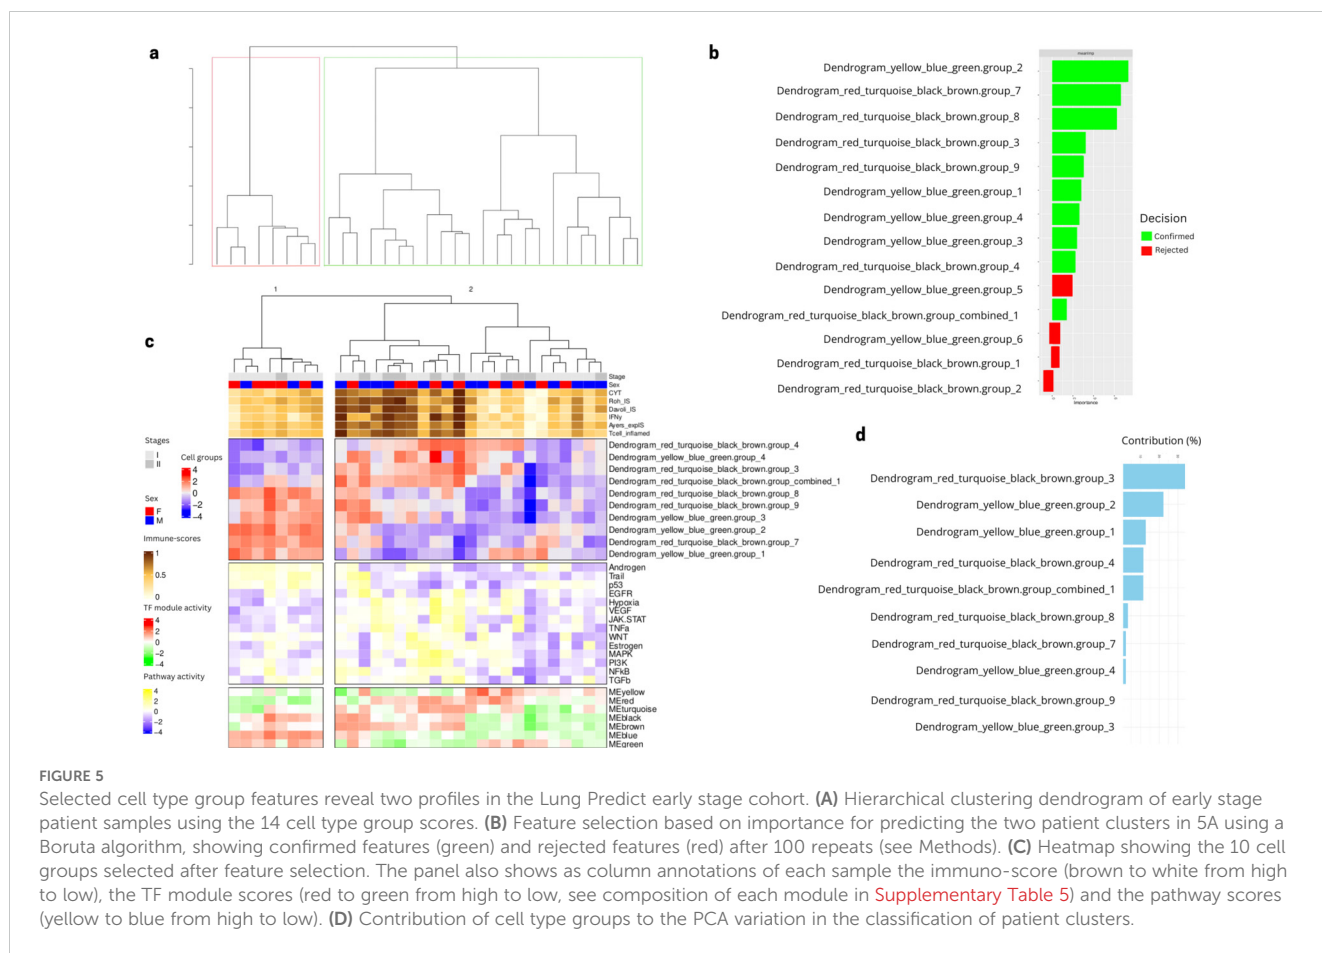 a
b
importance
Dendrogram_yellow_blue_green.group_2
Dendrogram_red_turquoise_black_brown.group_7
Dendrogram_red_turquoise_black_brown.group_8
Dendrogram_red_turquoise_black_brown.group_3
Dendrogram_red_turquoise_black_brown.group_9
Dendrogram_yellow_blue_green.group_1
Dendrogram_yellow_blue_green.group_4
Dendrogram_yellow_blue_green.group_3
Dendrogram_red_turquoise_black_brown.group_4
Dendrogram_yellow_blue_green.group_5
Dendrogram_red_turquoise_black_brown.group_combined_1
Dendrogram_yellow_blue_green.group_6
Dendrogram_red_turquoise_black_brown.group_1
Dendrogram_red_turquoise_black_brown.group_2
Importance
Decision
Confirmed
Rejected
c
1
2
Stage
Sex
CYT
Roh_IS
Davoli_IS
IFNy
Ayers_expIS
Tcell_inflamed
Dendrogram_red_turquoise_black_brown.group_4
Dendrogram_yellow_blue_green.group_4
Dendrogram_red_turquoise_black_brown.group_3
Dendrogram_red_turquoise_black_brown.group_combined_1
Dendrogram_red_turquoise_black_brown.group_8
Dendrogram_red_turquoise_black_brown.group_9
Dendrogram_yellow_blue_green.group_3
Dendrogram_yellow_blue_green.group_2
Dendrogram_red_turquoise_black_brown.group_7
Dendrogram_yellow_blue_green.group_1
Androgen
Trail
p53
EGFR
Hypoxia
VEGF
JAK.STAT
TNFa
WNT
Estrogen
MAPK
PI3K
NFkB
TGFb
MEyellow
MEred
MEturquoise
MEblack
MEbrown
MEblue
MEgreen
Stages
I
II
Sex
F
M
Cell groups
4
2
0
−2
−4
Immune-scores
1
0.5
0
TF module activity
4
2
0
−2
−4
Pathway activity
4
2
0
−2
−4
d
Contribution (%)
Dendrogram_red_turquoise_black_brown.group_3
Dendrogram_yellow_blue_green.group_2
Dendrogram_yellow_blue_green.group_1
Dendrogram_red_turquoise_black_brown.group_4
Dendrogram_red_turquoise_black_brown.group_combined_1
Dendrogram_red_turquoise_black_brown.group_8
Dendrogram_red_turquoise_black_brown.group_7
Dendrogram_yellow_blue_green.group_4
Dendrogram_red_turquoise_black_brown.group_9
Dendrogram_yellow_blue_green.group_3
FIGURE 5
Selected cell type group features reveal two profiles in the Lung Predict early stage cohort. (A) Hierarchical clustering dendrogram of early stage
patient samples using the 14 cell type group scores. (B) Feature selection based on importance for predicting the two patient clusters in 5A using a
Boruta algorithm, showing confirmed features (green) and rejected features (red) after 100 repeats (see Methods). (C) Heatmap showing the 10 cell
groups selected after feature selection. The panel also shows as column annotations of each sample the immuno-score (brown to white from high
to low), the TF module scores (red to green from high to low, see composition of each module in Supplementary Table 5) and the pathway scores
(yellow to blue from high to low). (D) Contribution of cell type groups to the PCA variation in the classification of patient clusters.